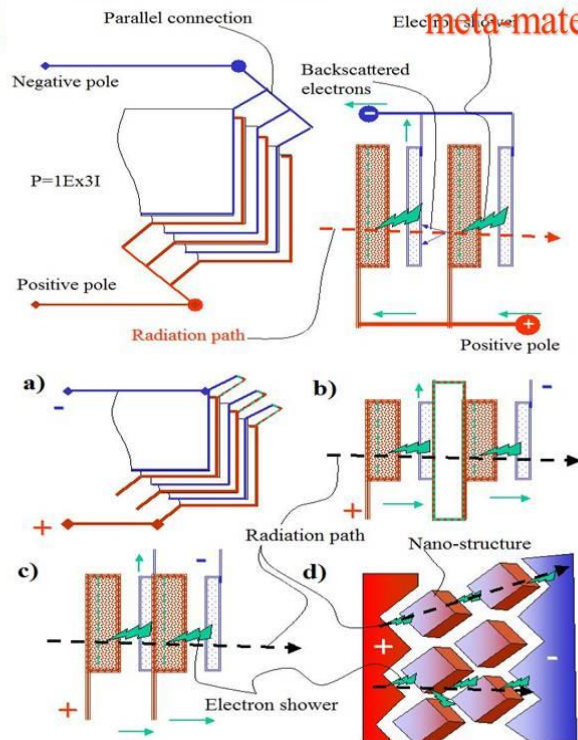 Parallel connection
Electron shower
meta-mate
Negative pole
Backscattered
electrons
-
P=1Ex3I
Positive pole
+
Radiation path
Positive pole
a)
-
+
b)
-
+
Radiation path
Nano-structure
c)
-
+
d)
+
-
Electron shower